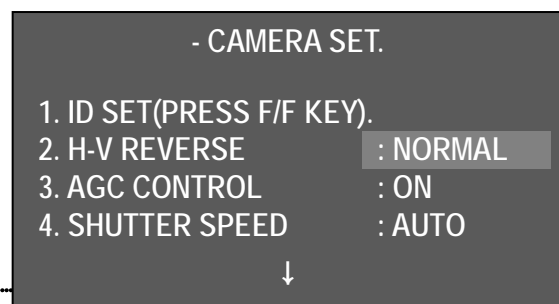 - CAMERA SET.
1. ID SET(PRESS F/F KEY).
2. H-V REVERSE : NORMAL
3. AGC CONTROL : ON
4. SHUTTER SPEED : AUTO
↓